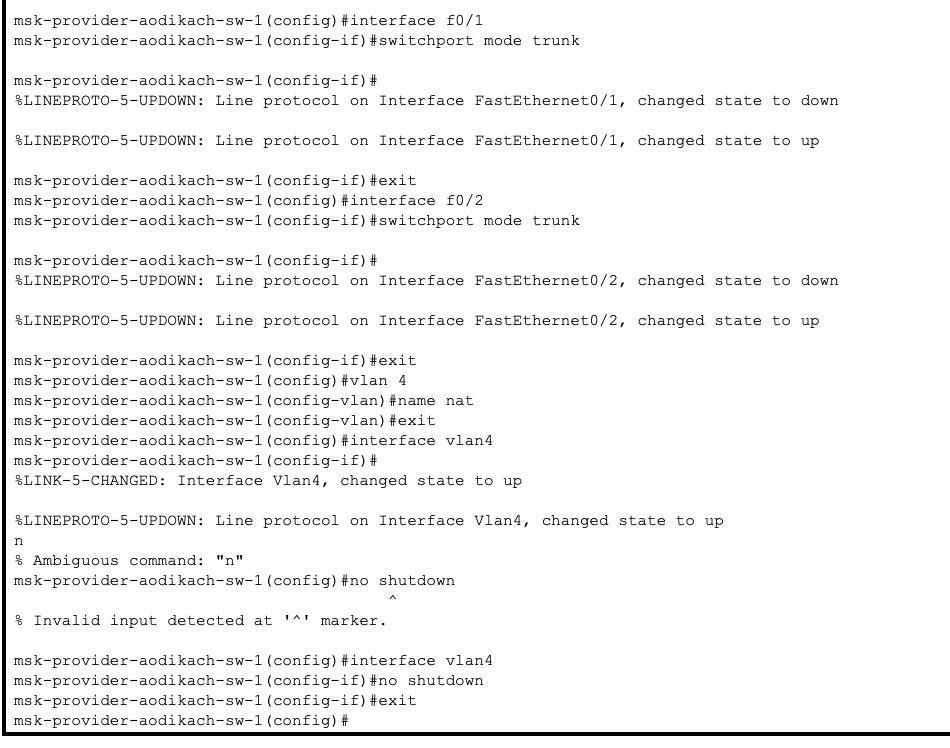 msk-provider-aodikach-sw-1(config)#interface f0/1
msk-provider-aodikach-sw-1(config-if)#switchport mode trunk
msk-provider-aodikach-sw-1(config-if)#
%LINEPROTO-5-UPDOWN: Line protocol on Interface FastEthernet0/1, changed state to down
%LINEPROTO-5-UPDOWN: Line protocol on Interface FastEthernet0/1, changed state to up
msk-provider-aodikach-sw-1(config-if)#exit
msk-provider-aodikach-sw-1(config)#interface f0/2
msk-provider-aodikach-sw-1(config-if)#switchport mode trunk
msk-provider-aodikach-sw-1(config-if)#
%LINEPROTO-5-UPDOWN: Line protocol on Interface FastEthernet0/2, changed state to down
%LINEPROTO-5-UPDOWN: Line protocol on Interface FastEthernet0/2, changed state to up
msk-provider-aodikach-sw-1(config-if)#exit
msk-provider-aodikach-sw-1(config)#vlan 4
msk-provider-aodikach-sw-1(config-vlan)#name nat
msk-provider-aodikach-sw-1(config-vlan)#exit
msk-provider-aodikach-sw-1(config)#interface vlan4
msk-provider-aodikach-sw-1(config-if)#
%LINK-5-CHANGED: Interface Vlan4, changed state to up
%LINEPROTO-5-UPDOWN: Line protocol on Interface Vlan4, changed state to up
n
% Ambiguous command: "n"
msk-provider-aodikach-sw-1(config)#no shutdown
^
% Invalid input detected at '^' marker.
msk-provider-aodikach-sw-1(config)#interface vlan4
msk-provider-aodikach-sw-1(config-if)#no shutdown
msk-provider-aodikach-sw-1(config-if)#exit
msk-provider-aodikach-sw-1(config)#